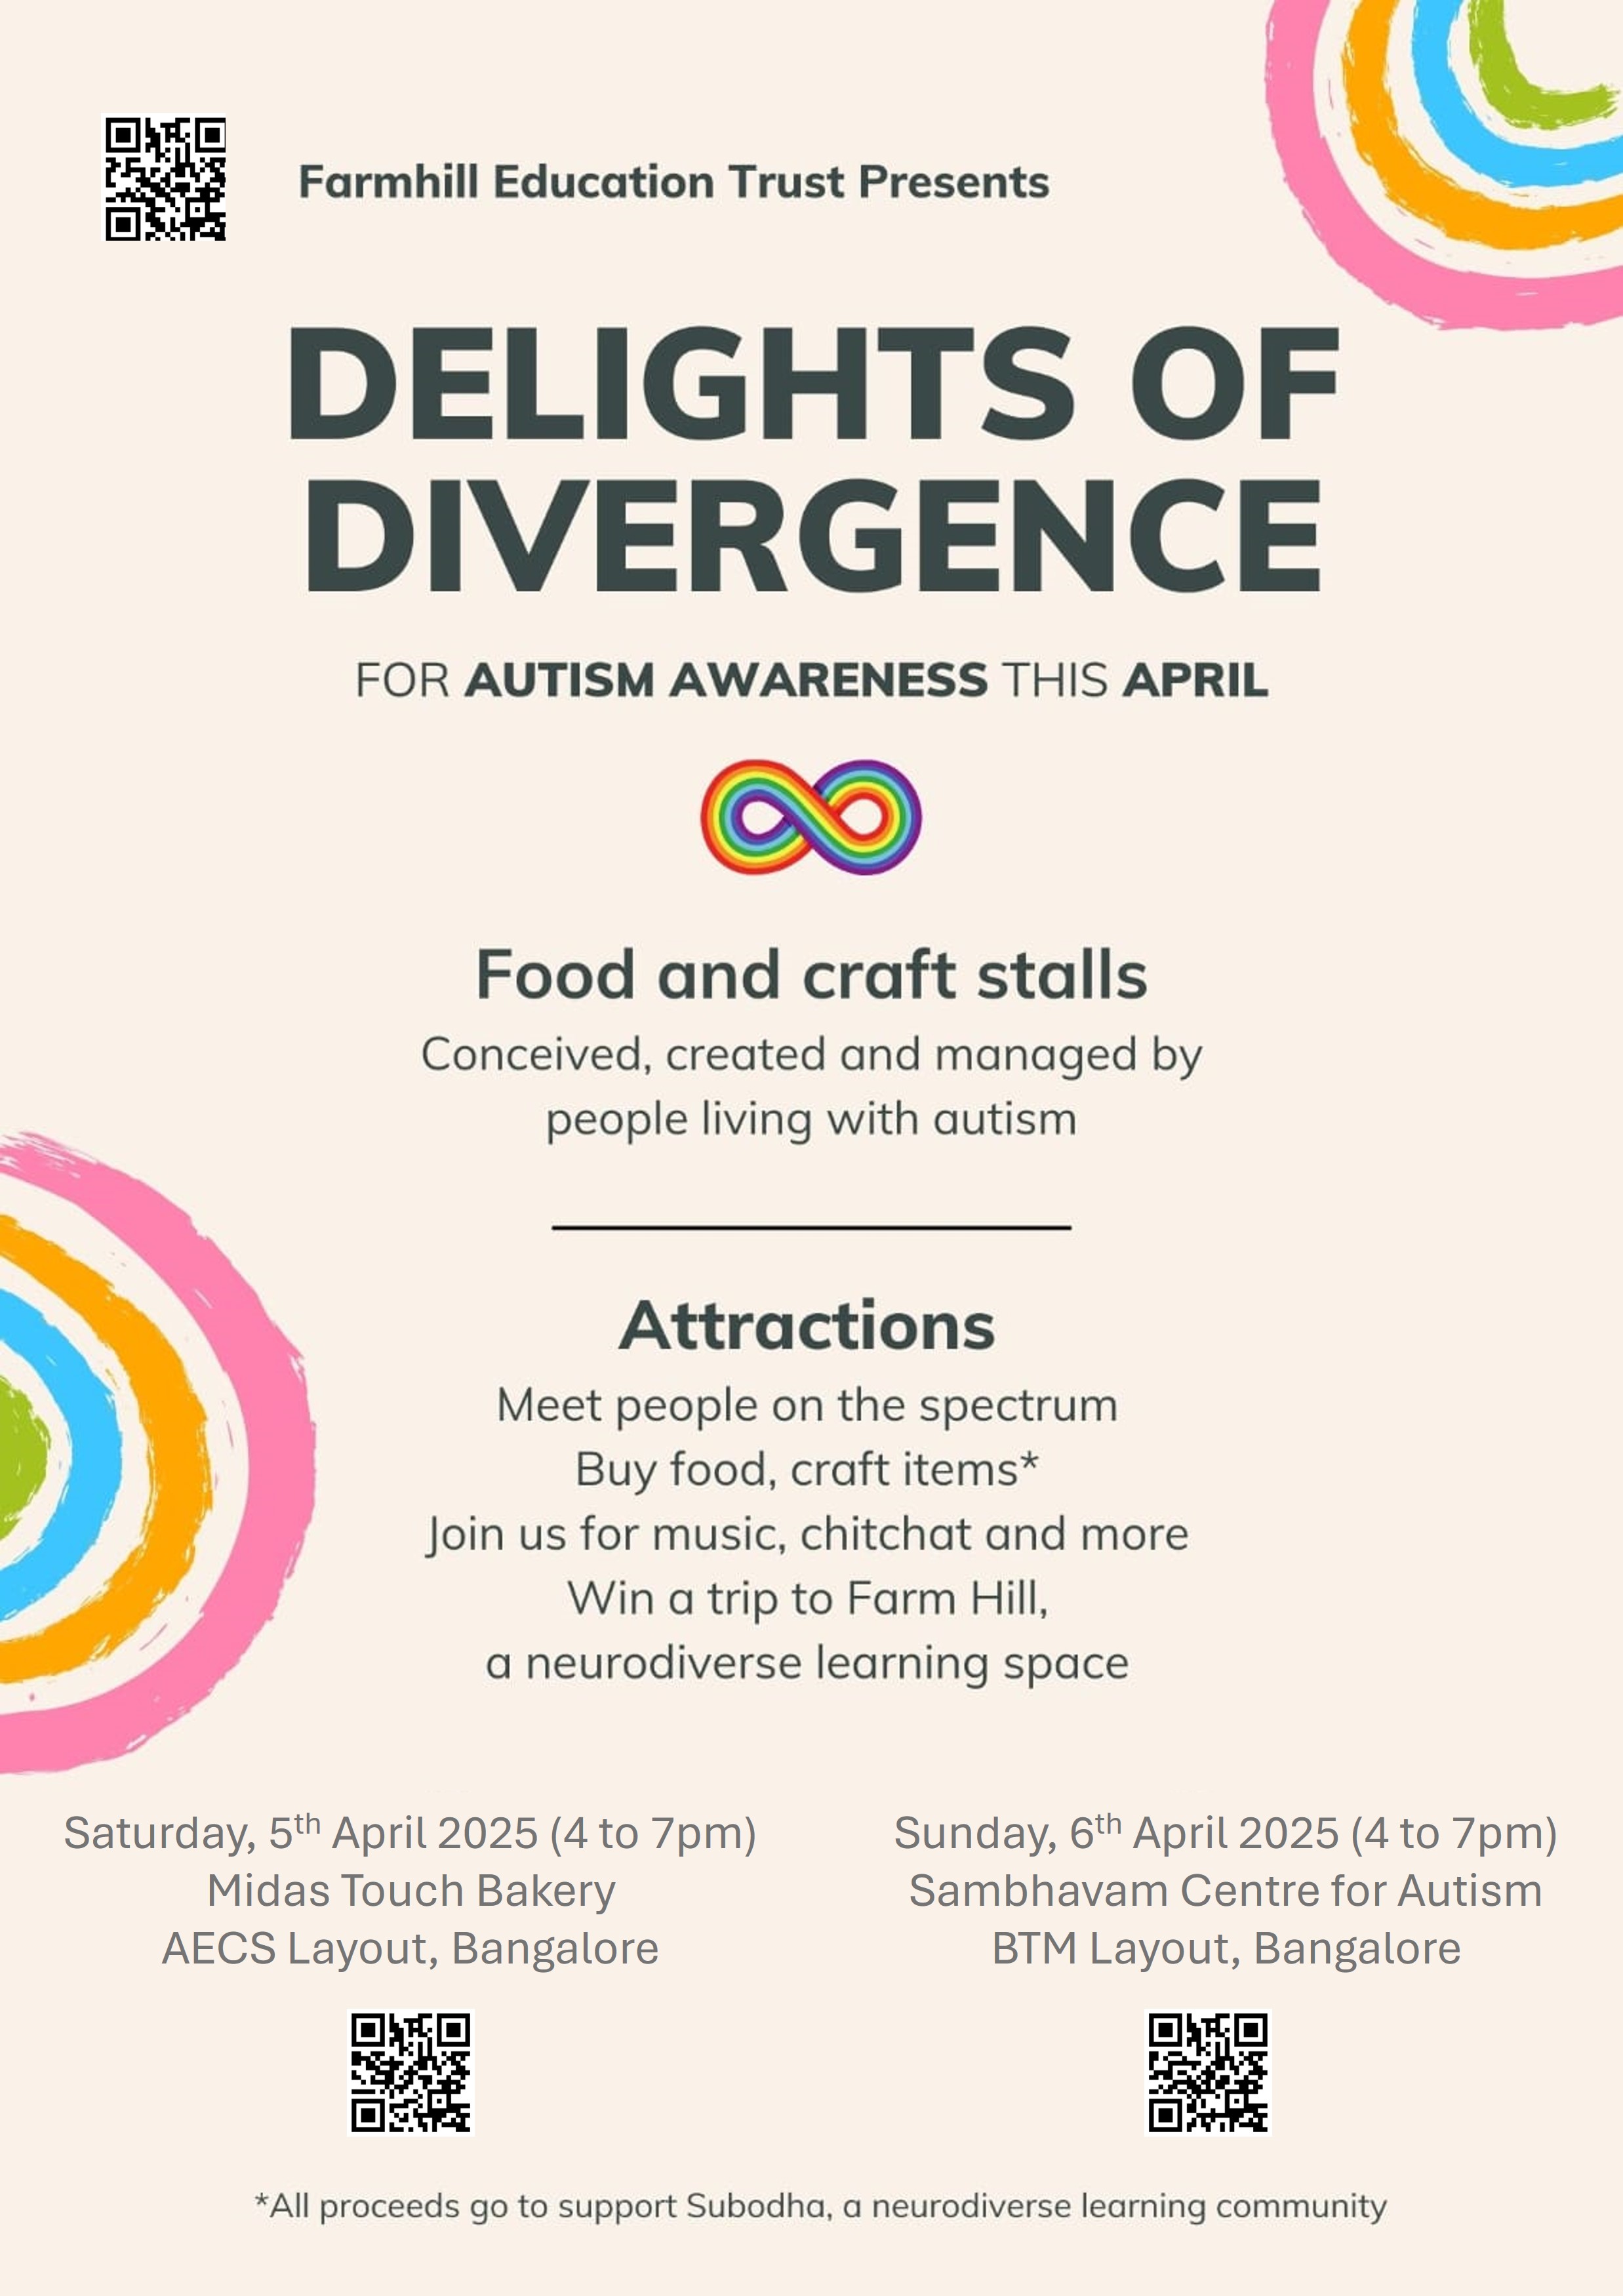 Farmhill Education Trust Presents
DELIGHTS OF
DIVERGENCE
FOR AUTISM AWARENESS THIS APRIL
Food and craft stalls
Conceived, created and managed by
people living with autism
Attractions
Meet people on the spectrum
Buy food, craft items*
Join us for music, chitchat and more
Win a trip to Farm Hill,
a neurodiverse learning space
Saturday, 5th April 2025 (4 to 7pm)
Midas Touch Bakery
AECS Layout, Bangalore
Sunday, 6th April 2025 (4 to 7pm)
Sambhavam Centre for Autism
BTM Layout, Bangalore
*All proceeds go to support Subodha, a neurodiverse learning community